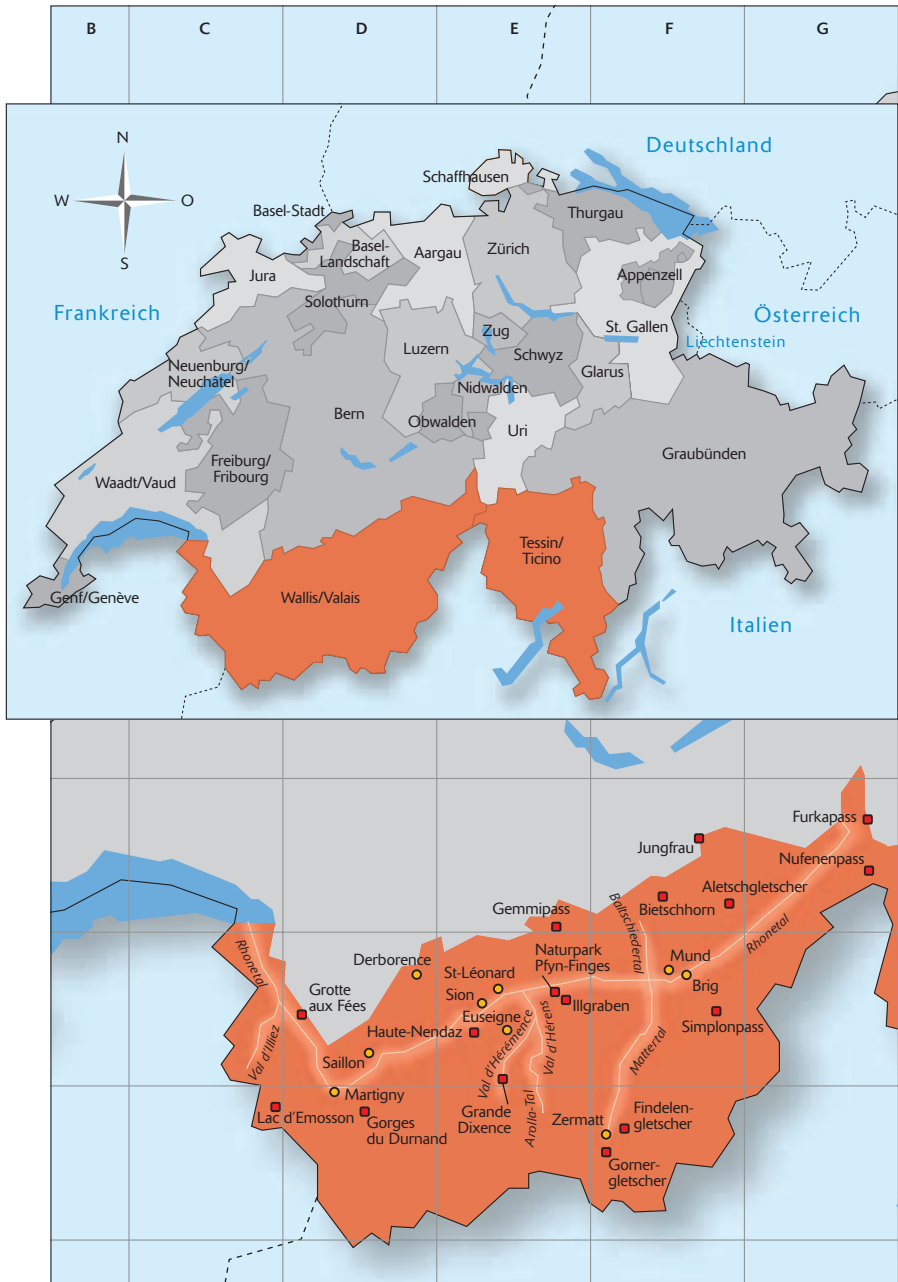 B C D E F G
N
W O
S
Deutschland
Schaffhausen
Basel-Stadt
Thurgau
Basel-
Landschaft
Aargau
Zürich
Jura
Appenzell
Solothurn
Frankreich
Österreich
Zug
St. Gallen
Liechtenstein
Luzern
Schwyz
Neuenburg/
Neuchâtel
Glarus
Nidwalden
Bern
Obwalden
Uri
Graubünden
Freiburg/
Fribourg
Waadt/Vaud
Tessin/
Ticino
Genf/Genève
Wallis/Valais
Italien
Furkapass
Jungfrau
Nufenenpass
Aletschgletscher
Bietschhorn
Gemmipass
Baltschiedertal
Rhonetal
Derborence
Naturpark
Pfyn-Finges
Mund
Rhonetal
St-Léonard
Sion
Brig
Grotte
aux Fées
Illgraben
Euseigne
Simplonpass
Haute-Nendaz
Val d'Hérémence
Val d'Hérens
Mattertal
Val d'Illiez
Saillon
Martigny
Lac d'Emosson
Gorges
du Durnand
Grande
Dixence
Arolla-Tal
Zermatt
Findelen-
gletscher
Gorner-
gletscher